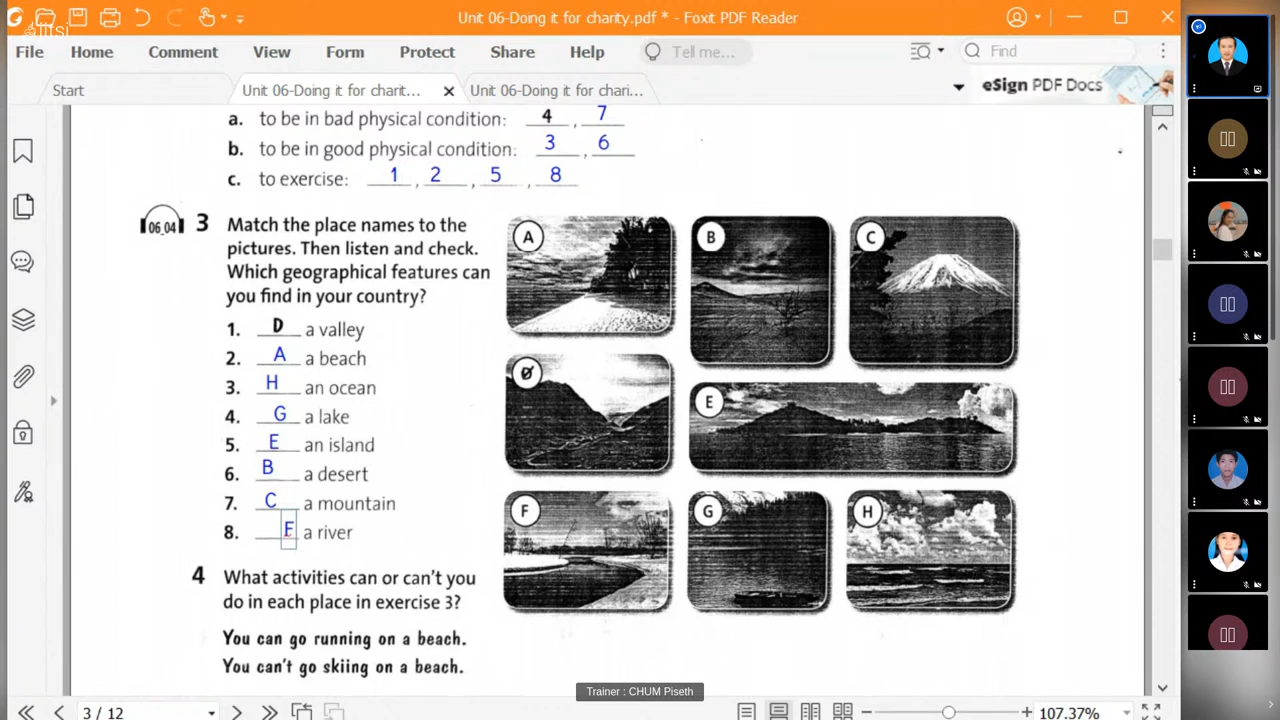 Unit 06-Doing it for charity.pdf * - Foxit PDF Reader
File Home Comment View Form Protect Share Help Tell me... Find
Start Unit 06-Doing it for charit... Unit 06-Doing it for chari... eSign PDF Docs
a. to be in bad physical condition: 4, 7
b. to be in good physical condition: 3, 6
c. to exercise: 1, 2, 5, 8
06_04
3 Match the place names to the
pictures. Then listen and check.
Which geographical features can
you find in your country?
1. D a valley
2. A a beach
3. H an ocean
4. G a lake
5. E an island
6. B a desert
7. C a mountain
8. F a river
A
B
C
D
E
F
G
H
4 What activities can or can't you
do in each place in exercise 3?
You can go running on a beach.
You can't go skiing on a beach.
Trainer : CHUM Piseth
3 / 12
107.37%